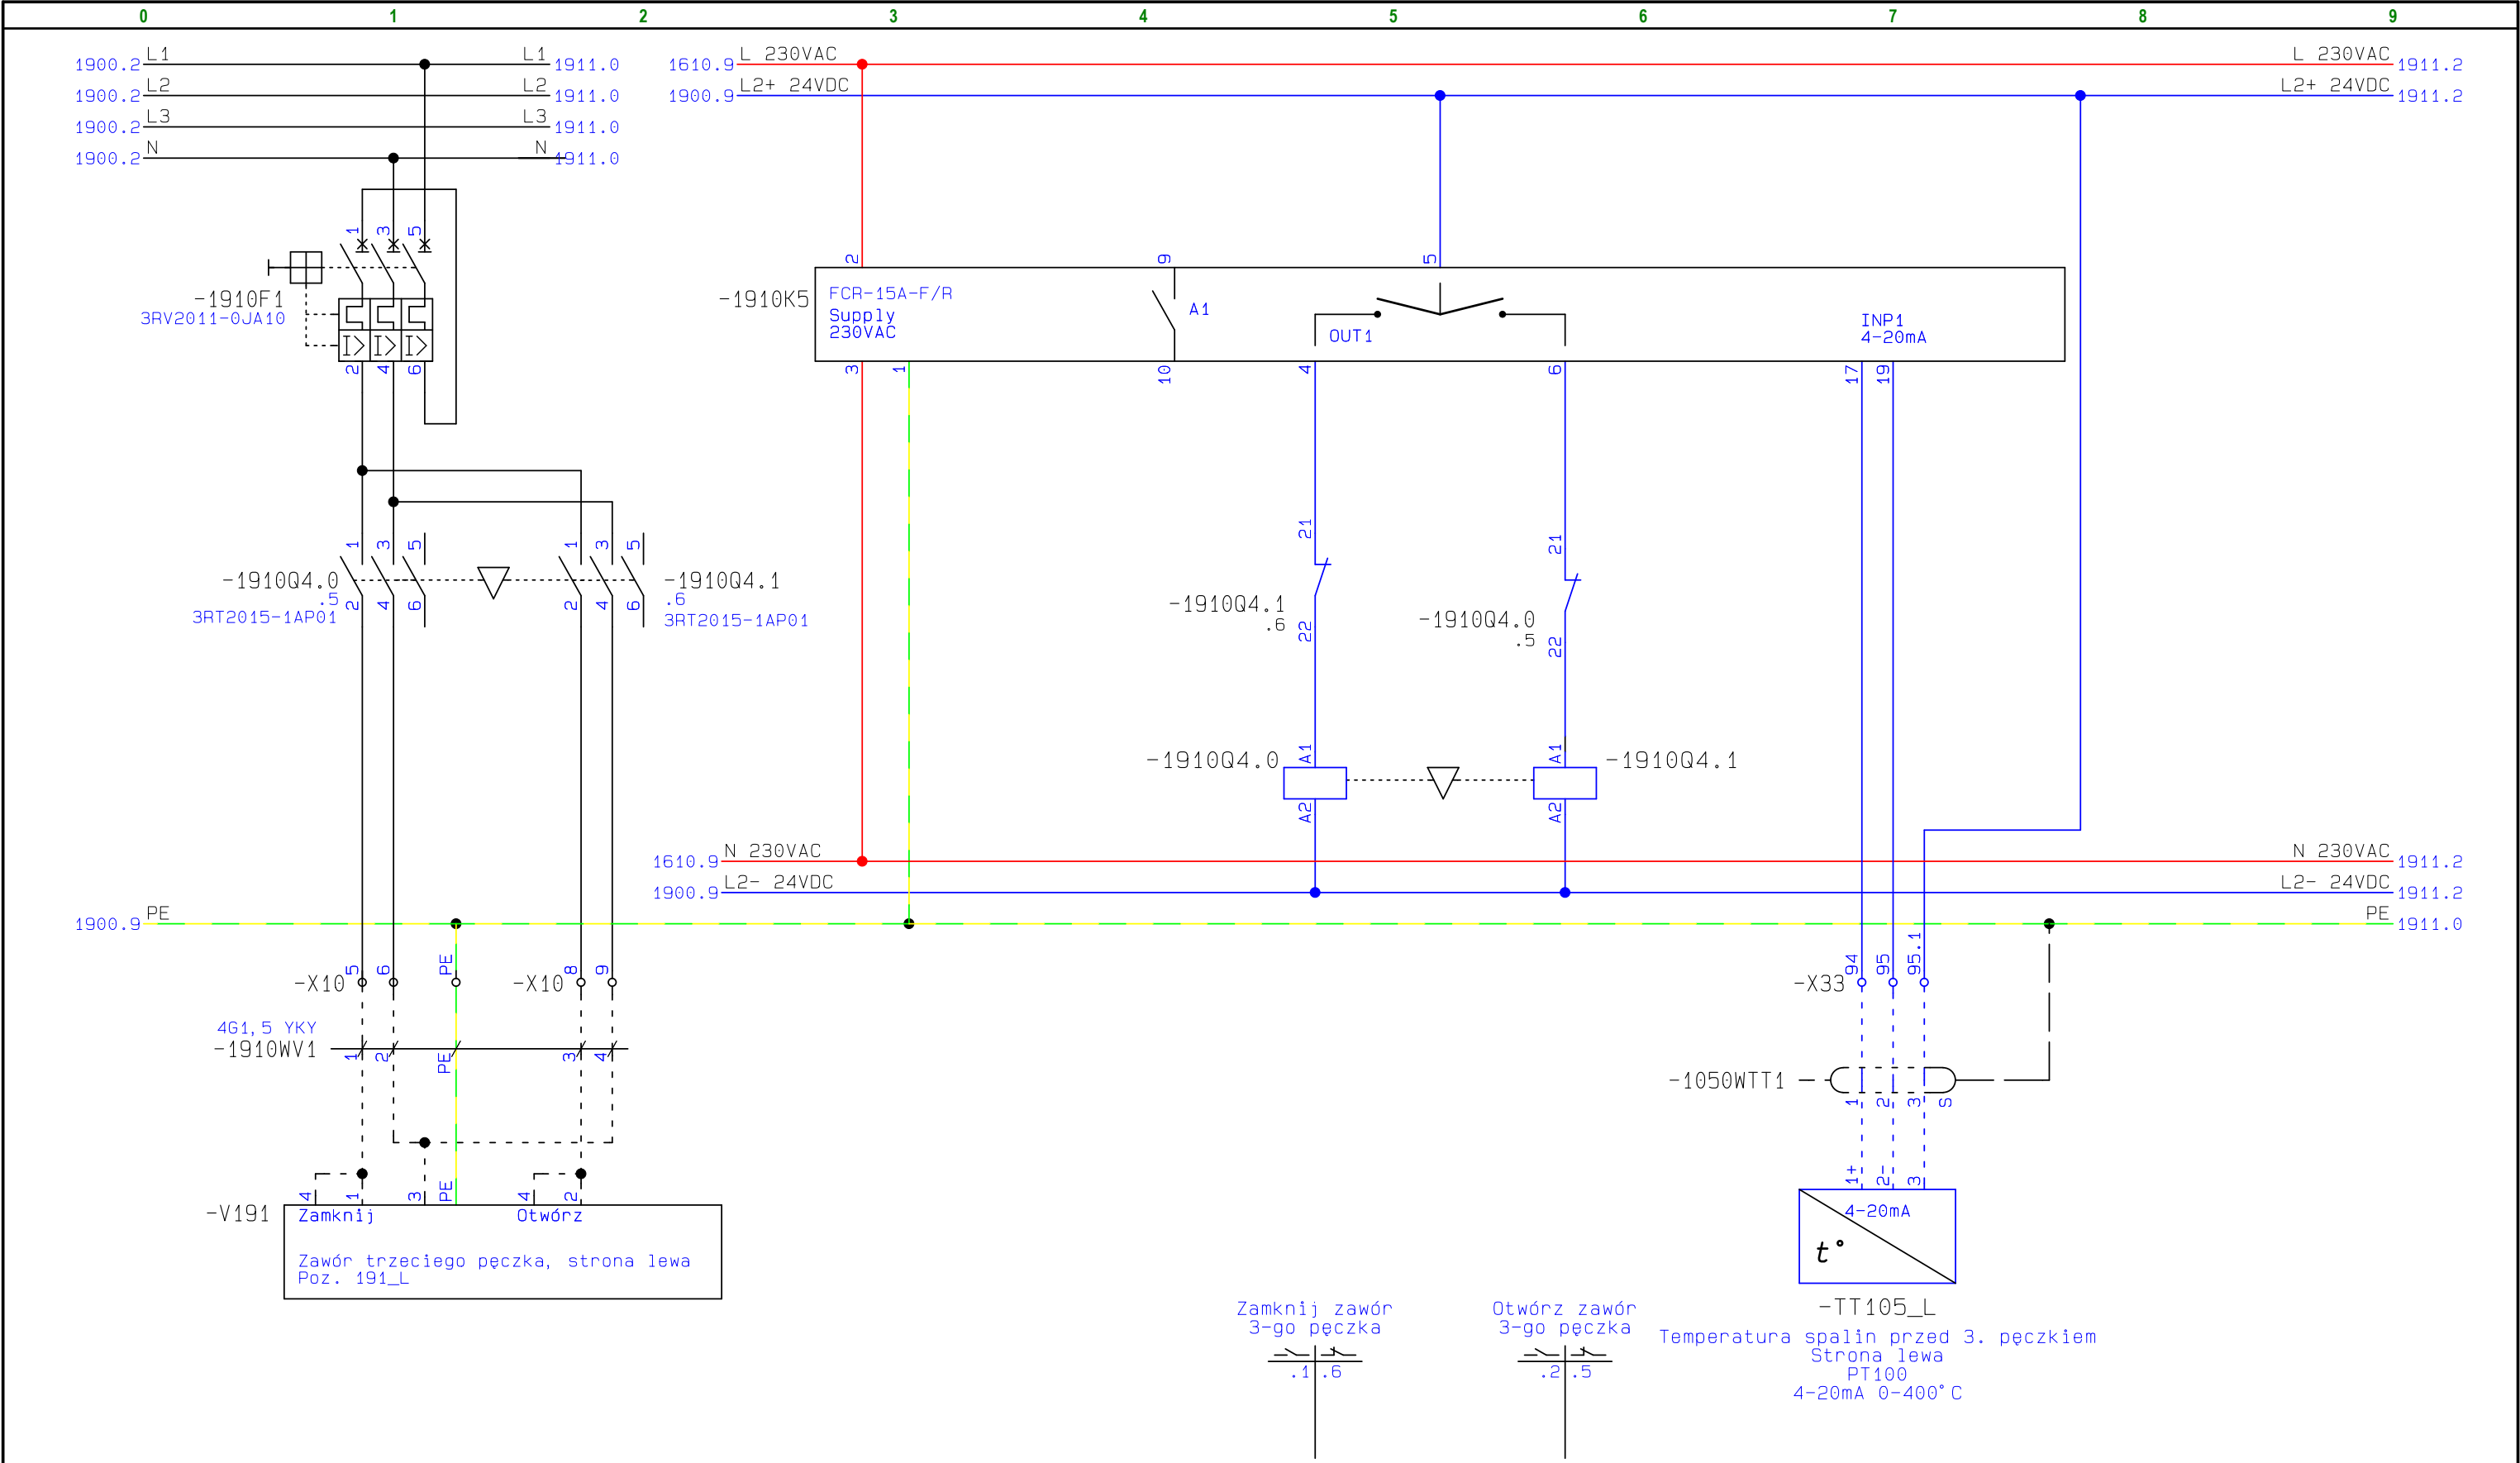 0 1 2 3 4 5 6 7 8 9
1900.2 L1 L1 1911.0
1900.2 L2 L2 1911.0
1900.2 L3 L3 1911.0
1900.2 N N 1911.0
1610.9 L 230VAC L 230VAC 1911.2
1900.9 L2+ 24VDC L2+ 24VDC 1911.2
1 3 5
-1910F1
3RV2011-0JA10
I> I> I>
2 4 6
2 9 5
-1910K5
FCR-15A-F/R
Supply
230VAC
A1
OUT1
INP1
4-20mA
3 1 10 4 6 17 19
1 3 5
-1910Q4.0
.5
3RT2015-1AP01
2 4 6
1 3 5
-1910Q4.1
.6
3RT2015-1AP01
2 4 6
21
-1910Q4.1
.6
22
21
-1910Q4.0
.5
22
-1910Q4.0
A1
A2
A1
A2
-1910Q4.1
1610.9 N 230VAC N 230VAC 1911.2
1900.9 L2- 24VDC L2- 24VDC 1911.2
1900.9 PE PE 1911.0
-X10 5 6 PE
-X10 8 9
4G1,5 YKY
-1910WV1
1 2 PE 3 4
4 1 3 PE 4 2
-V191
Zamknij Otwórz
Zawór trzeciego pęczka, strona lewa
Poz. 191_L
-X33 94 95 95.1
-1050WTT1
1 2 3 S
1+ 2- 3
4-20mA
t°
-TT105_L
Temperatura spalin przed 3. pęczkiem
Strona lewa
PT100
4-20mA 0-400°C
Zamknij zawór
3-go pęczka
.1 .6
Otwórz zawór
3-go pęczka
.2 .5